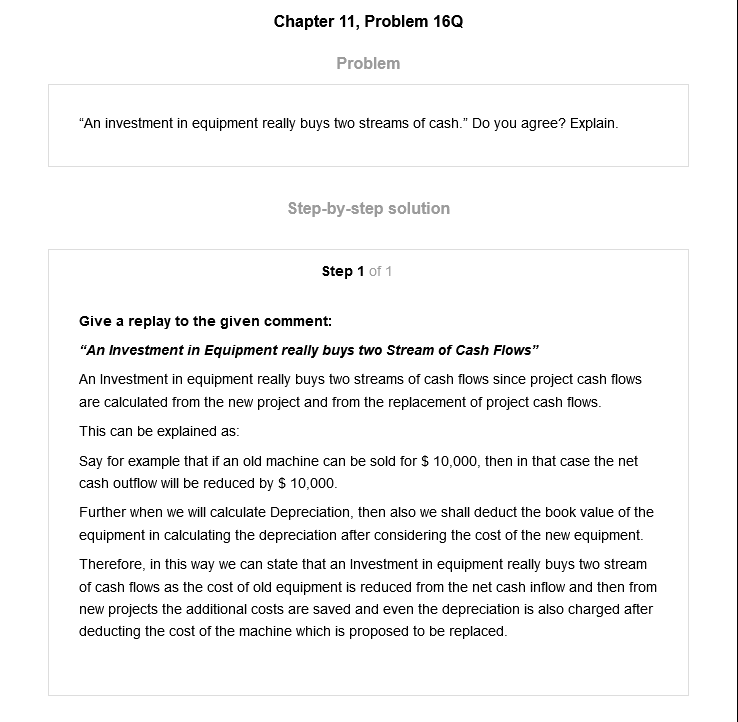 Chapter 11, Problem 16Q
Problem
“An investment in equipment really buys two streams of cash.” Do you agree? Explain.
Step-by-step solution
Step 1 of 1
Give a replay to the given comment:
“An Investment in Equipment really buys two Stream of Cash Flows”
An Investment in equipment really buys two streams of cash flows since project cash flows
are calculated from the new project and from the replacement of project cash flows.
This can be explained as:
Say for example that if an old machine can be sold for $ 10,000, then in that case the net
cash outflow will be reduced by $ 10,000.
Further when we will calculate Depreciation, then also we shall deduct the book value of the
equipment in calculating the depreciation after considering the cost of the new equipment.
Therefore, in this way we can state that an Investment in equipment really buys two stream
of cash flows as the cost of old equipment is reduced from the net cash inflow and then from
new projects the additional costs are saved and even the depreciation is also charged after
deducting the cost of the machine which is proposed to be replaced.